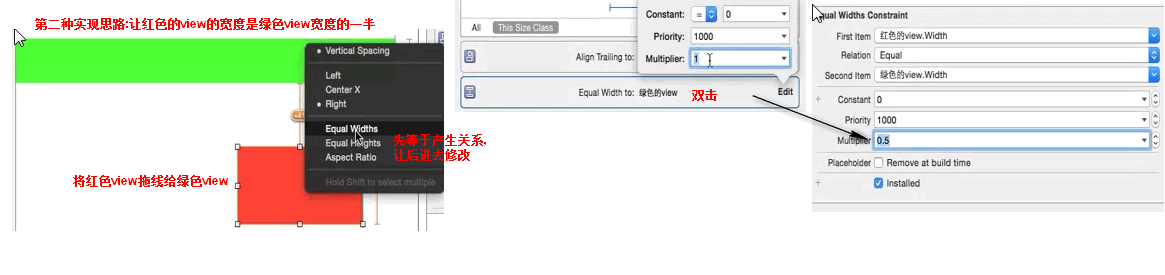 第二种实现思路:让红色的view的宽度是绿色view宽度的一半
Vertical Spacing
Left
Center X
Right
Equal Widths
Equal Heights
Aspect Ratio
Hold Shift to select multiple
先等于产生关系,
让后进去修改
将红色view拖线给绿色view
Constant: = 0
Priority: 1000
Multiplier: 1
All This Size Class
Align Trailing to:
Equal Width to: 绿色的view
Edit
双击
Equal Widths Constraint
First Item 红色的view.Width
Relation Equal
Second Item 绿色的view.Width
+ Constant 0
Priority 1000
Multiplier 0.5
Placeholder Remove at build time
+ Installed